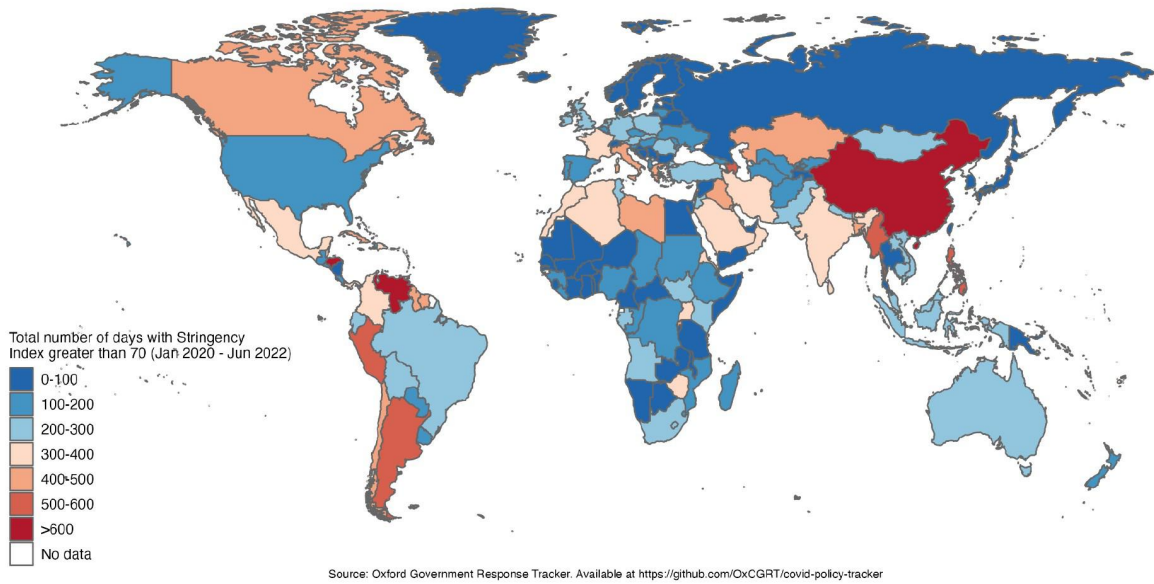 Total number of days with Stringency
Index greater than 70 (Jan 2020 - Jun 2022)
0-100
100-200
200-300
300-400
400-500
500-600
>600
No data
Source: Oxford Government Response Tracker. Available at https://github.com/OxCGRT/covid-policy-tracker